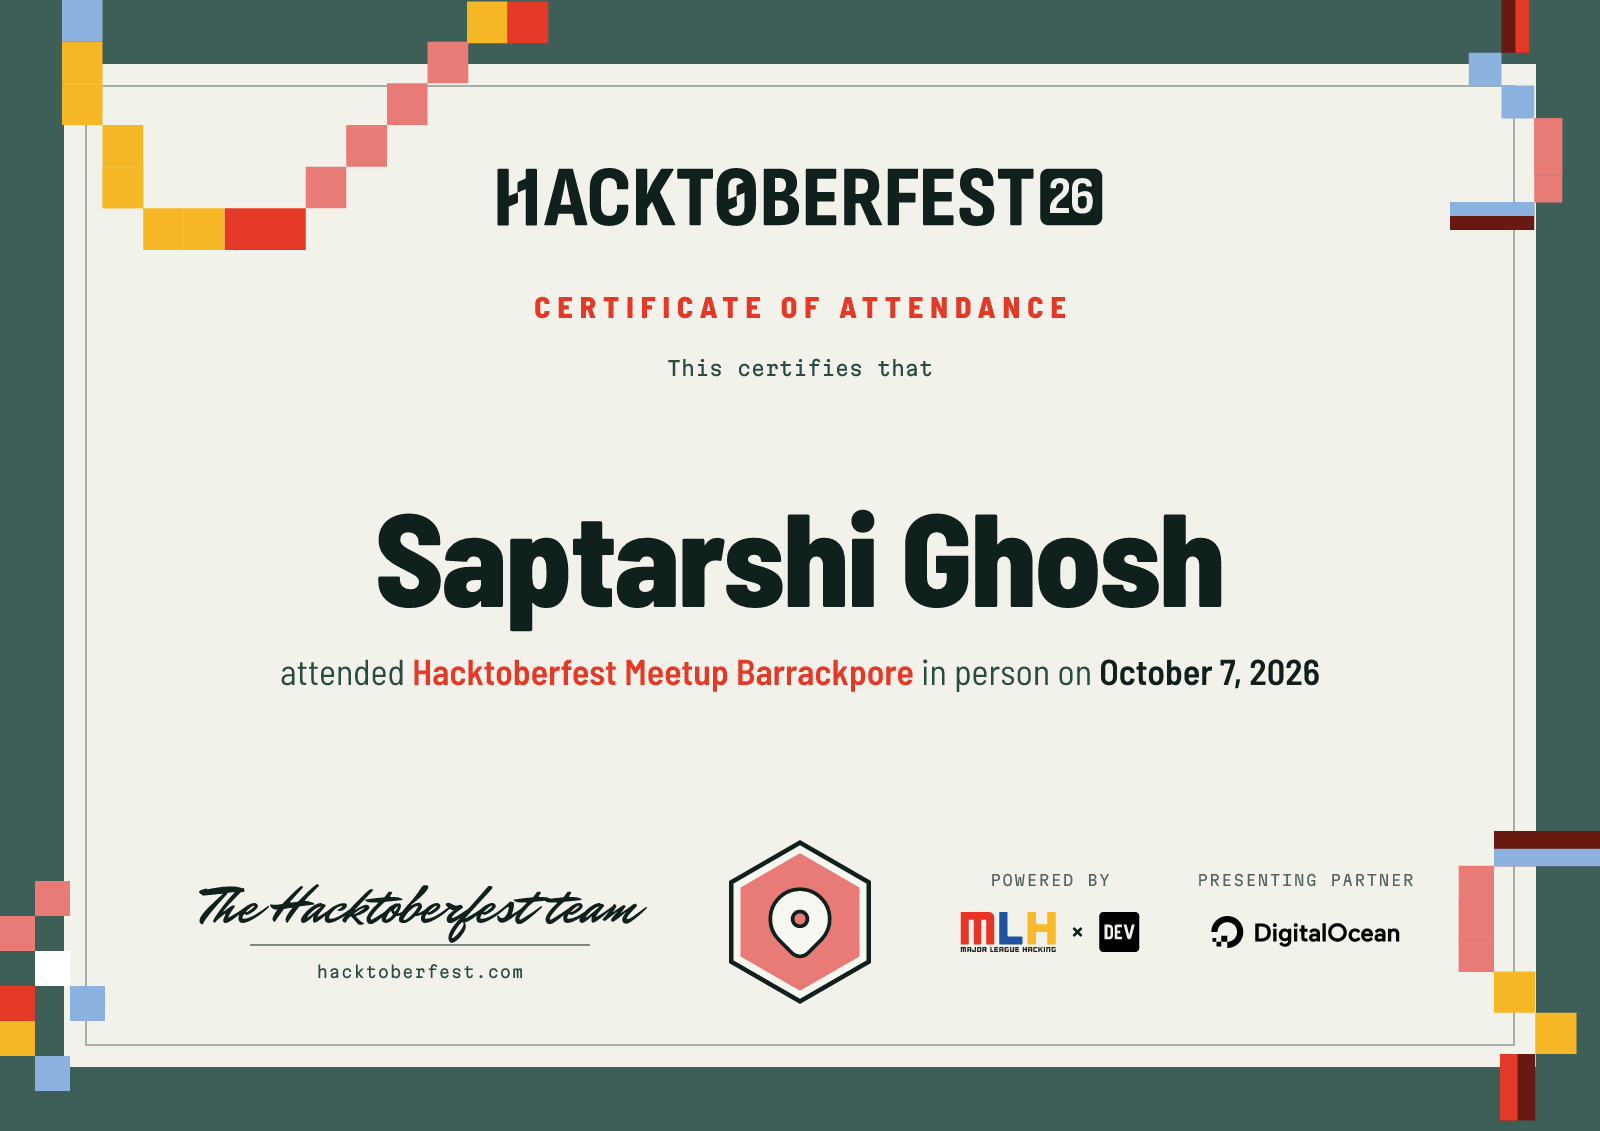 HACKTOBERFEST 26
CERTIFICATE OF ATTENDANCE
This certifies that
Saptarshi Ghosh
attended Hacktoberfest Meetup Barrackpore in person on October 7, 2026
The Hacktoberfest team
hacktoberfest.com
POWERED BY
MLH × DEV
MAJOR LEAGUE HACKING
PRESENTING PARTNER
DigitalOcean